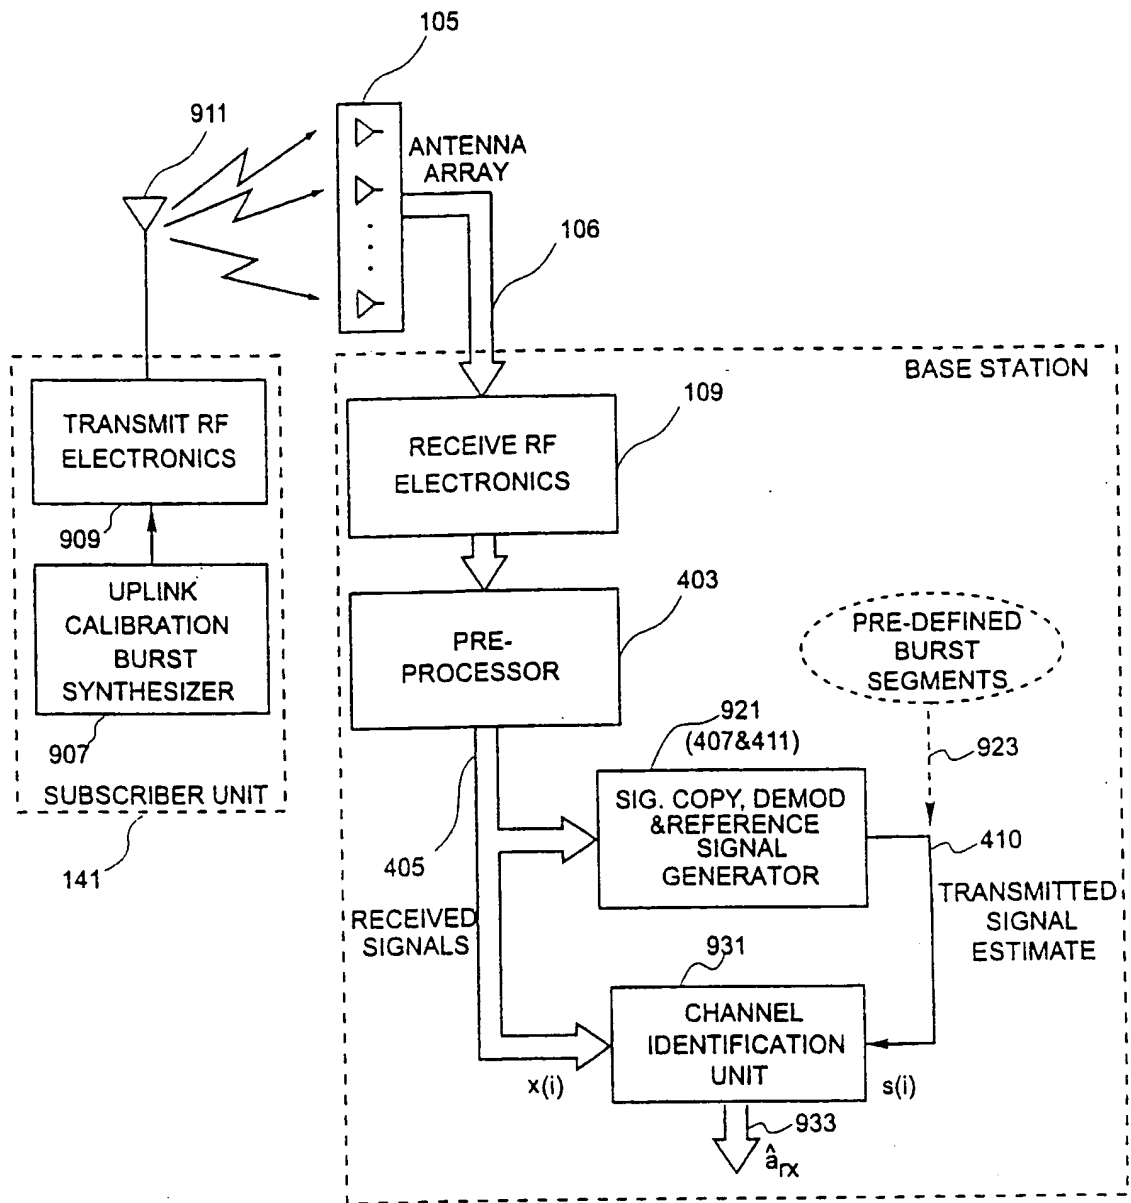 105
911
ANTENNA
ARRAY
106
BASE STATION
TRANSMIT RF
ELECTRONICS
909
UPLINK
CALIBRATION
BURST
SYNTHESIZER
907
SUBSCRIBER UNIT
141
109
RECEIVE RF
ELECTRONICS
403
PRE-
PROCESSOR
PRE-DEFINED
BURST
SEGMENTS
921
(407&411)
923
SIG. COPY, DEMOD
&REFERENCE
SIGNAL
GENERATOR
410
405
RECEIVED
SIGNALS
TRANSMITTED
SIGNAL
ESTIMATE
931
CHANNEL
IDENTIFICATION
UNIT
x(i)
s(i)
933
ârx